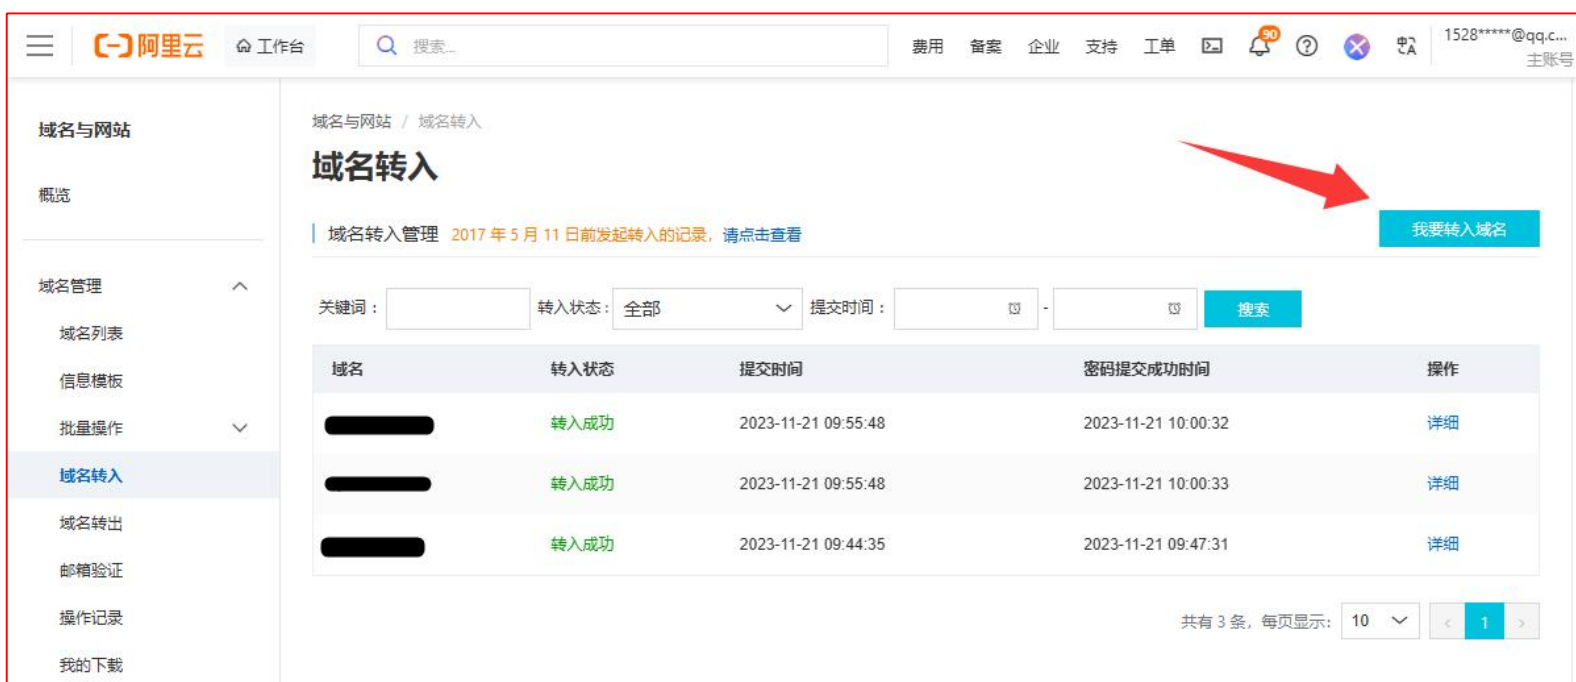 阿里云 工作台 搜索... 费用 备案 企业 支持 工单 90 1528*****@qq.c...
主账号
域名与网站
概览
域名管理
域名列表
信息模板
批量操作
域名转入
域名转出
邮箱验证
操作记录
我的下载
域名与网站 / 域名转入
域名转入
域名转入管理 2017 年 5 月 11 日前发起转入的记录，请点击查看
我要转入域名
关键词： 转入状态： 全部 提交时间： - 搜索
域名 转入状态 提交时间 密码提交成功时间 操作
转入成功 2023-11-21 09:55:48 2023-11-21 10:00:32 详细
转入成功 2023-11-21 09:55:48 2023-11-21 10:00:33 详细
转入成功 2023-11-21 09:44:35 2023-11-21 09:47:31 详细
共有 3 条，每页显示： 10 < 1 >